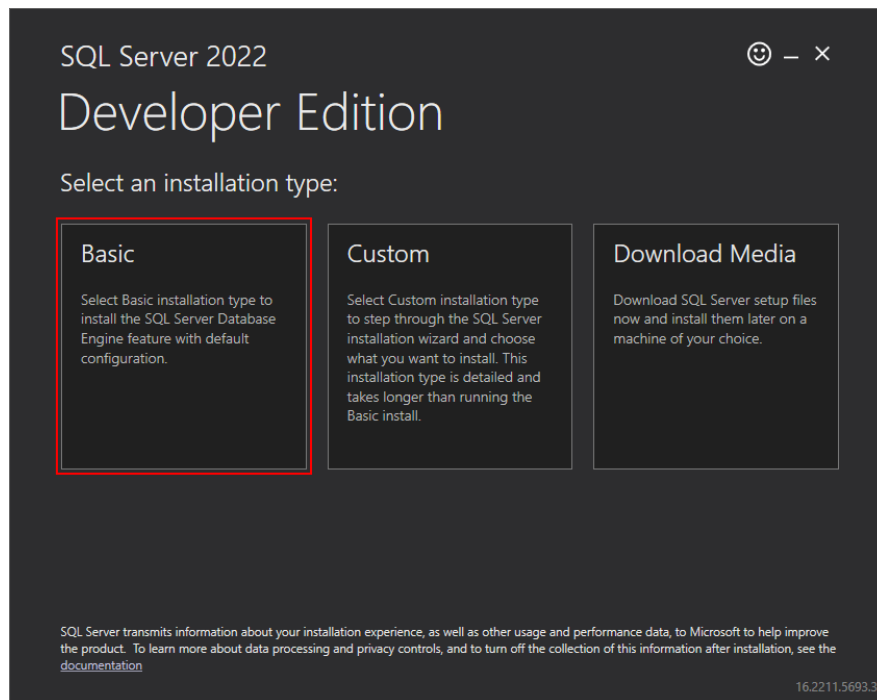 SQL Server 2022
Developer Edition
Select an installation type:
Basic
Select Basic installation type to
install the SQL Server Database
Engine feature with default
configuration.
Custom
Select Custom installation type
to step through the SQL Server
installation wizard and choose
what you want to install. This
installation type is detailed and
takes longer than running the
Basic install.
Download Media
Download SQL Server setup files
now and install them later on a
machine of your choice.
SQL Server transmits information about your installation experience, as well as other usage and performance data, to Microsoft to help improve
the product. To learn more about data processing and privacy controls, and to turn off the collection of this information after installation, see the
documentation
16.2211.5693.3